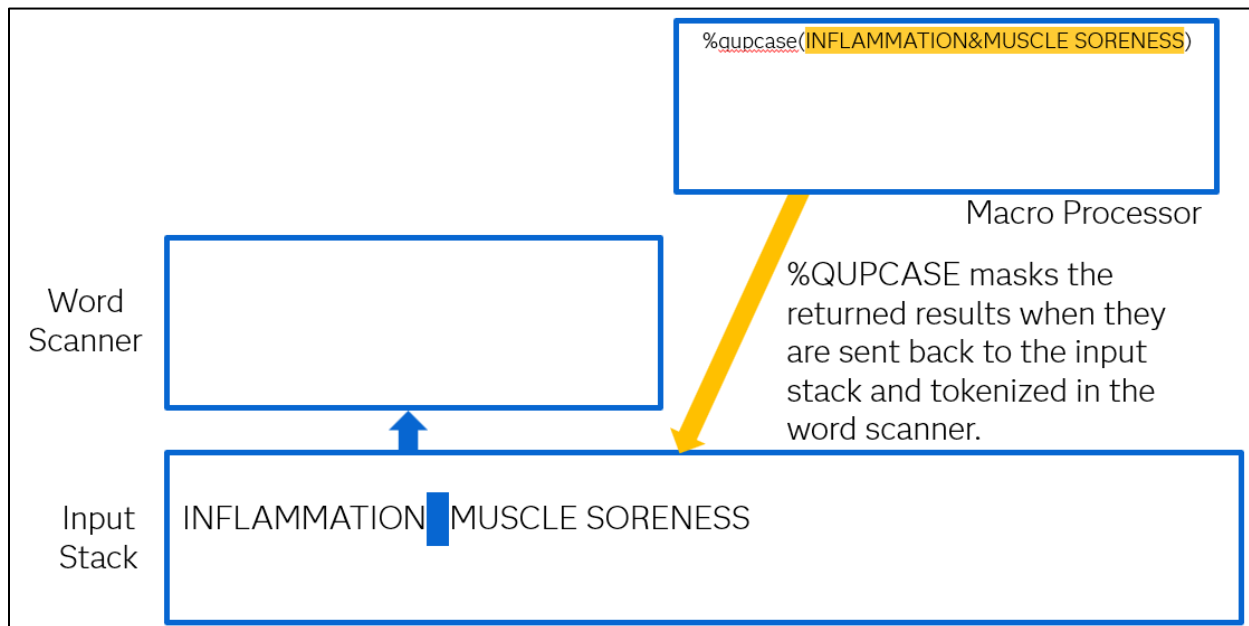 %qupcase(INFLAMMATION&MUSCLE SORENESS)
Macro Processor
%QUPCASE masks the
returned results when they
are sent back to the input
stack and tokenized in the
word scanner.
Word
Scanner
Input
Stack
INFLAMMATION MUSCLE SORENESS